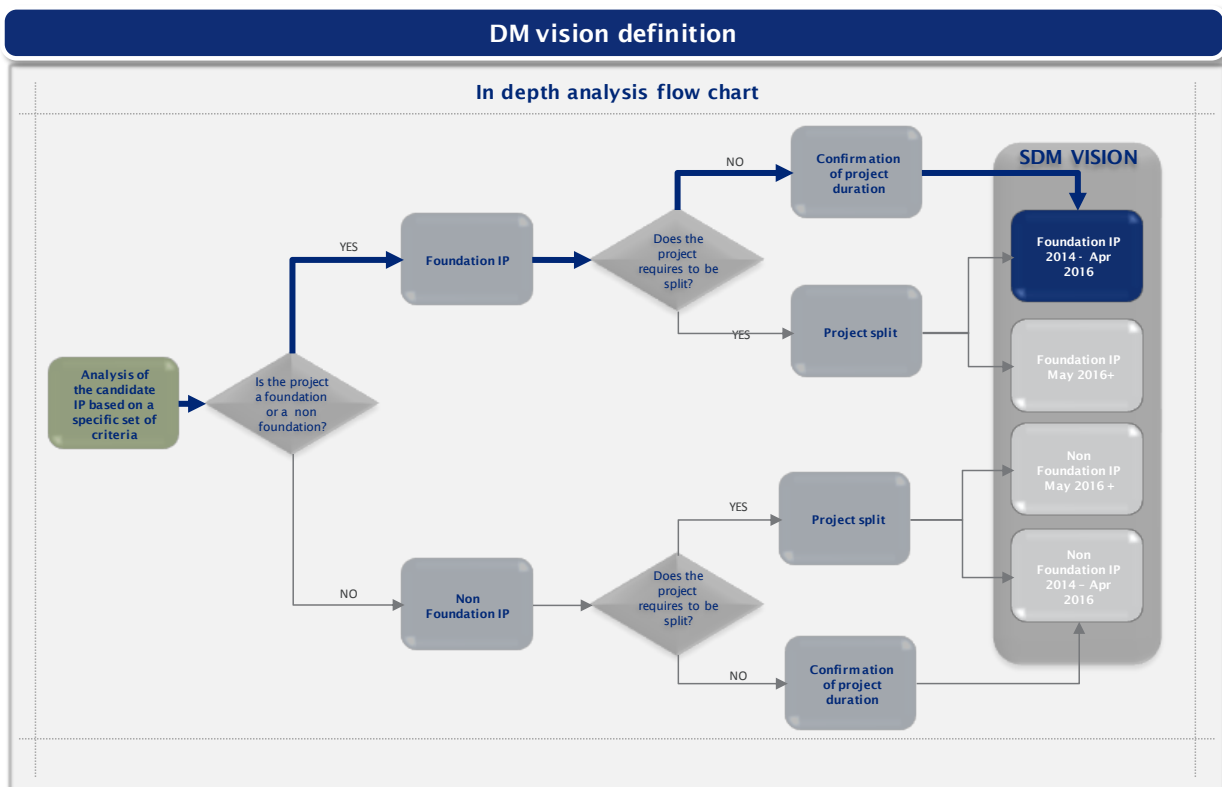 DM vision definition
In depth analysis flow chart
SDM VISION
NO
Confirmation
of project
duration
YES
Foundation IP
Does the
project
requires to be
split?
Foundation IP
2014 - Apr
2016
YES
Project split
Foundation IP
May 2016+
Analysis of
the candidate
IP based on a
specific set of
criteria
Is the project
a foundation
or a non
foundation?
Non
Foundation IP
May 2016 +
YES
Project split
Non
Foundation IP
2014 – Apr
2016
NO
Non
Foundation IP
Does the
project
requires to be
split?
NO
Confirmation
of project
duration